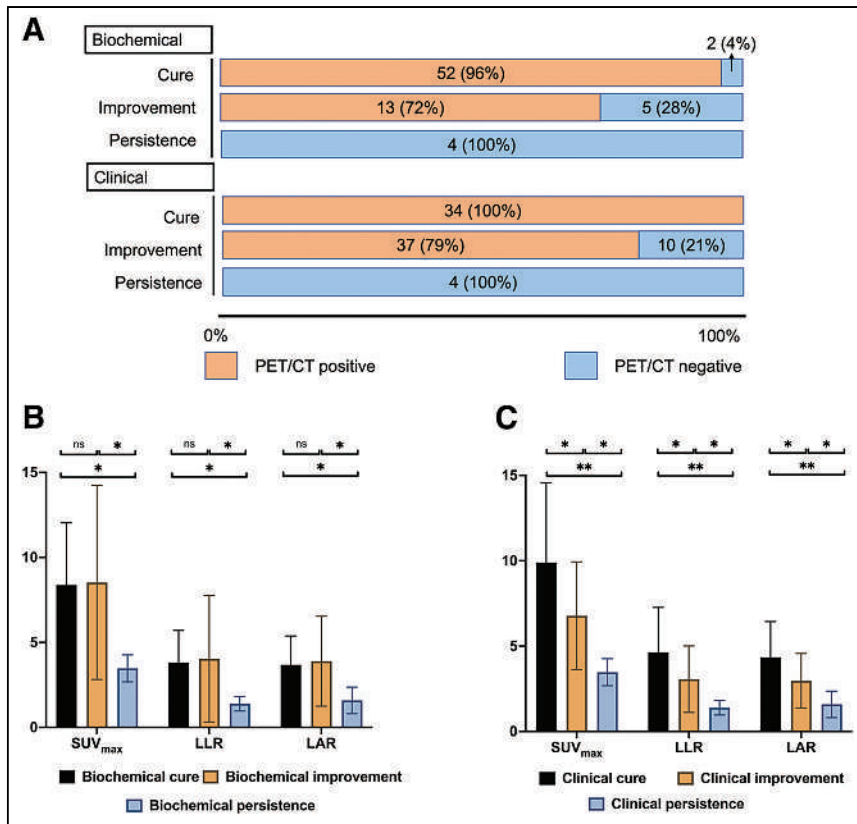 A
Biochemical
2 (4%)
Cure
52 (96%)
Improvement
13 (72%)
5 (28%)
Persistence
4 (100%)
Clinical
Cure
34 (100%)
Improvement
37 (79%)
10 (21%)
Persistence
4 (100%)
0%
100%
PET/CT positive
PET/CT negative
B
ns * ns * ns *
* * *
15
10
5
0
SUVmax LLR LAR
Biochemical cure Biochemical improvement
Biochemical persistence
C
* * * * * *
** ** **
15
10
5
0
SUVmax LLR LAR
Clinical cure Clinical improvement
Clinical persistence